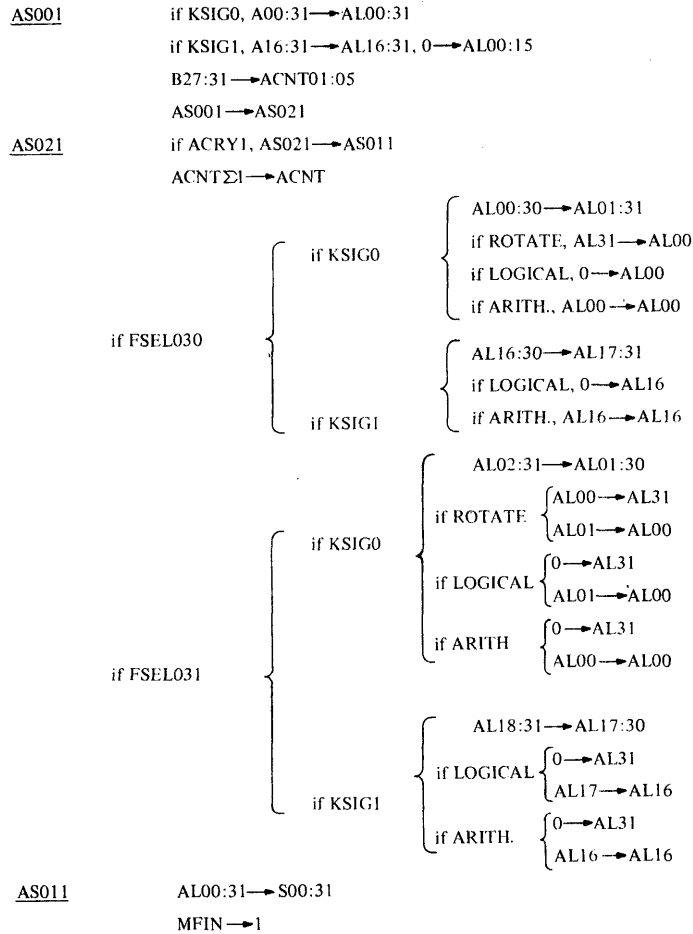 AS001 if KSIG0, A00:31→AL00:31
if KSIG1, A16:31→AL16:31, 0→AL00:15
B27:31→ACNT01:05
AS001→AS021
AS021 if ACRY1, AS021→AS011
ACNTΣ1→ACNT
if FSEL030
if KSIG0
AL00:30→AL01:31
if ROTATE, AL31→AL00
if LOGICAL, 0→AL00
if ARITH., AL00→AL00
if KSIG1
AL16:30→AL17:31
if LOGICAL, 0→AL16
if ARITH., AL16→AL16
if FSEL031
if KSIG0
AL02:31→AL01:30
if ROTATE
AL00→AL31
AL01→AL00
if LOGICAL
0→AL31
AL01→AL00
if ARITH
0→AL31
AL00→AL00
if KSIG1
AL18:31→AL17:30
if LOGICAL
0→AL31
AL17→AL16
if ARITH.
0→AL31
AL16→AL16
AS011 AL00:31→S00:31
MFIN→1